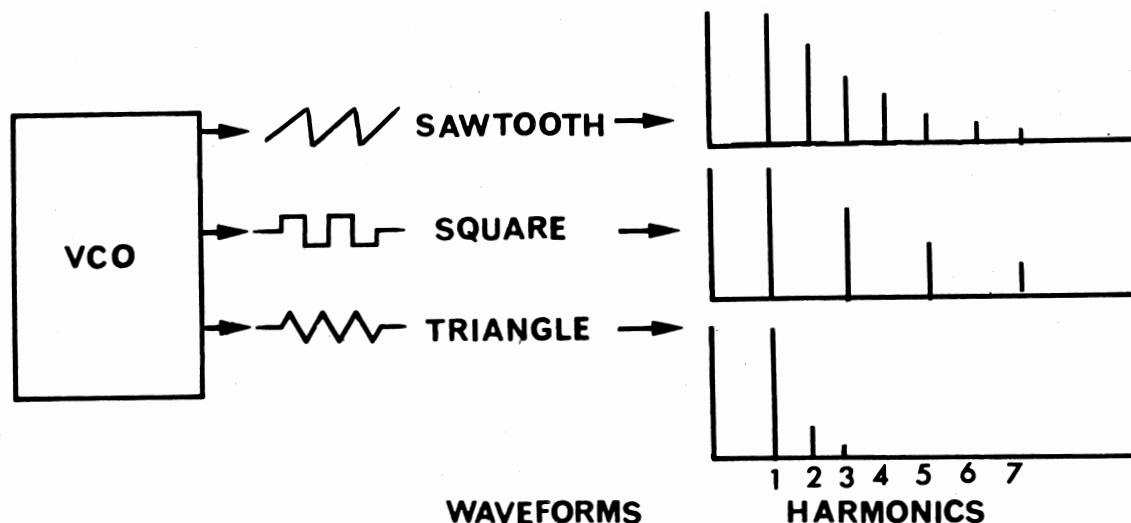 SAWTOOTH
VCO
SQUARE
TRIANGLE
1 2 3 4 5 6 7
WAVEFORMS HARMONICS